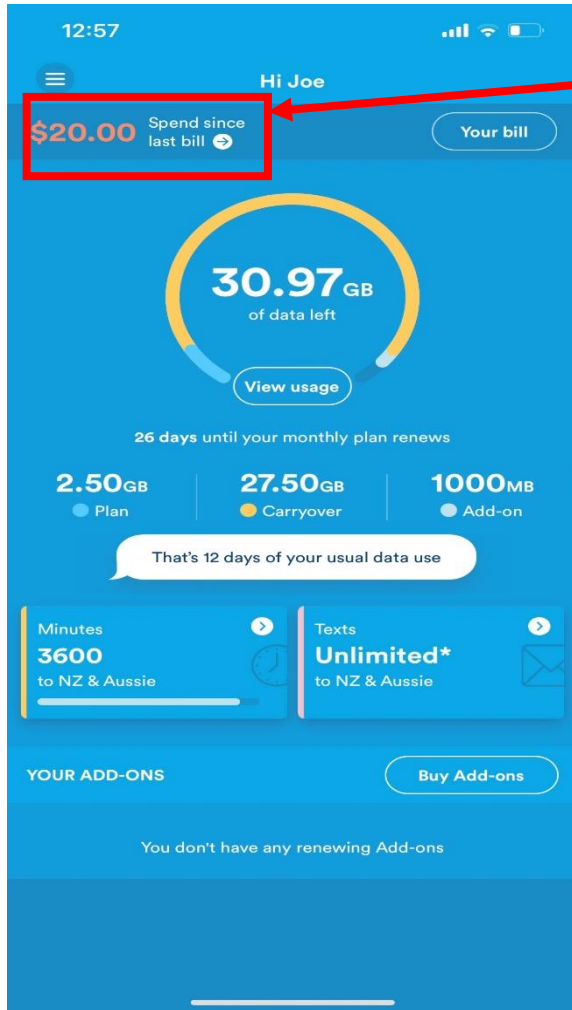 12:57
Hi Joe
$20.00 Spend since
last bill
Your bill
30.97GB
of data left
View usage
26 days until your monthly plan renews
2.50GB 27.50GB 1000MB
Plan Carryover Add-on
That's 12 days of your usual data use
Minutes
3600
to NZ & Aussie
Texts
Unlimited*
to NZ & Aussie
YOUR ADD-ONS
Buy Add-ons
You don't have any renewing Add-ons